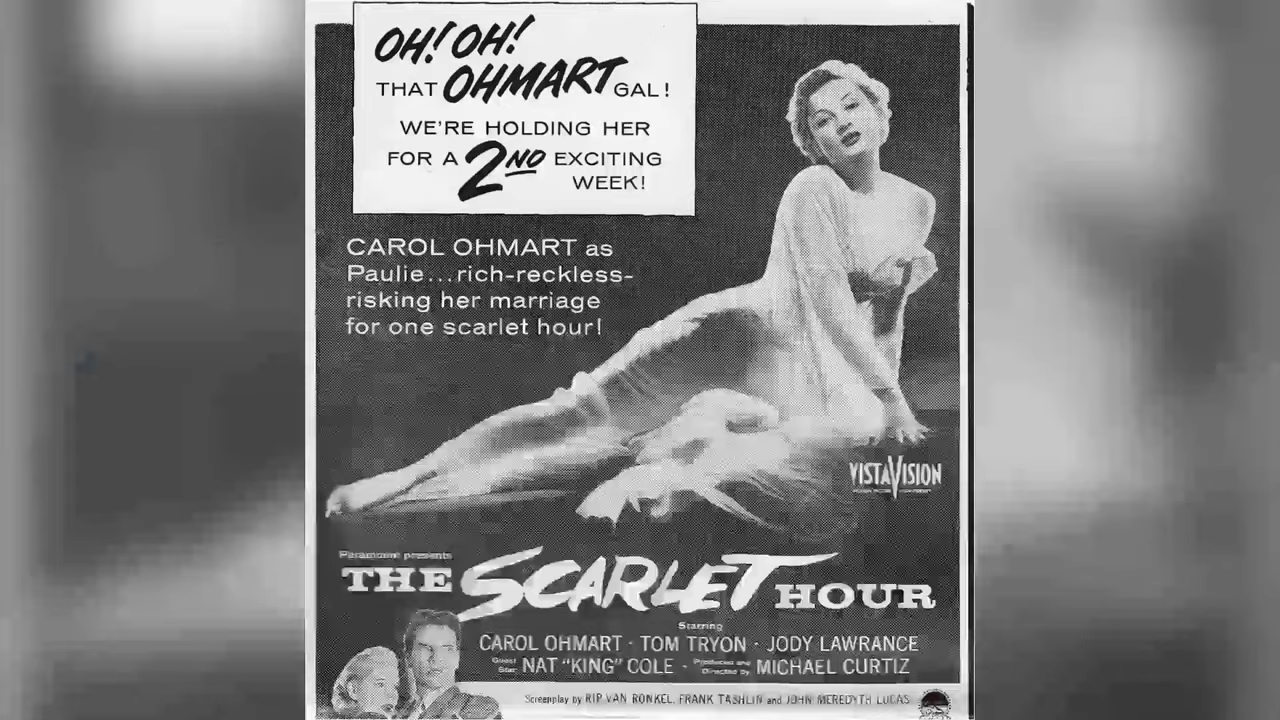 OH! OH!
THAT OHMART GAL!
WE'RE HOLDING HER
FOR A 2ND EXCITING
WEEK!
CAROL OHMART as
Paulie...rich-reckless-
risking her marriage
for one scarlet hour!
VISTAVISION
Paramount presents
THE SCARLET HOUR
Starring
CAROL OHMART · TOM TRYON · JODY LAWRANCE
Guest Star NAT "KING" COLE · Produced and Directed by MICHAEL CURTIZ
Screenplay by RIP VAN RONKEL, FRANK TASHLIN and JOHN MEREDYTH LUCAS